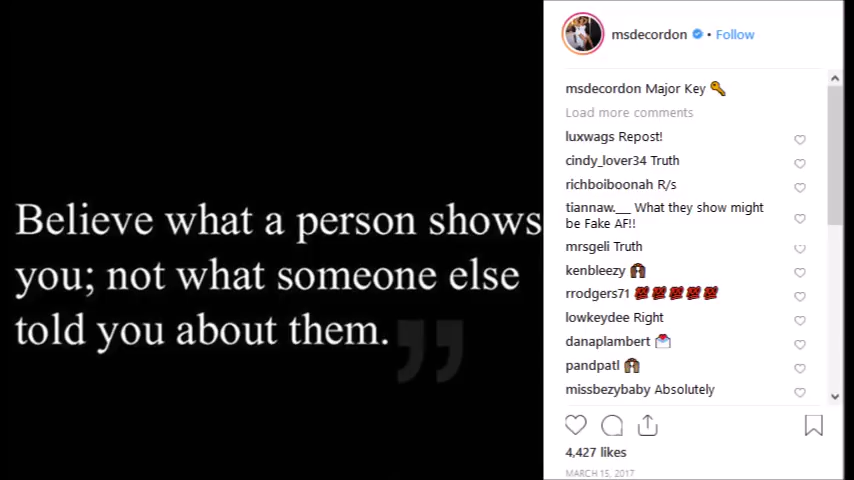 Believe what a person shows
you; not what someone else
told you about them.
”
msdecordon • Follow
msdecordon Major Key 🔑
Load more comments
luxwags Repost!
cindy_lover34 Truth
richboiboonah R/s
tiannaw.__ What they show might
be Fake AF!!
mrsgeli Truth
kenbleezy 🙆🏾‍♀️
rrodgers71 💯💯💯💯💯
lowkeydee Right
danaplambert 💌
pandpatl 🙆🏾‍♀️
missbezybaby Absolutely
4,427 likes
MARCH 15, 2017